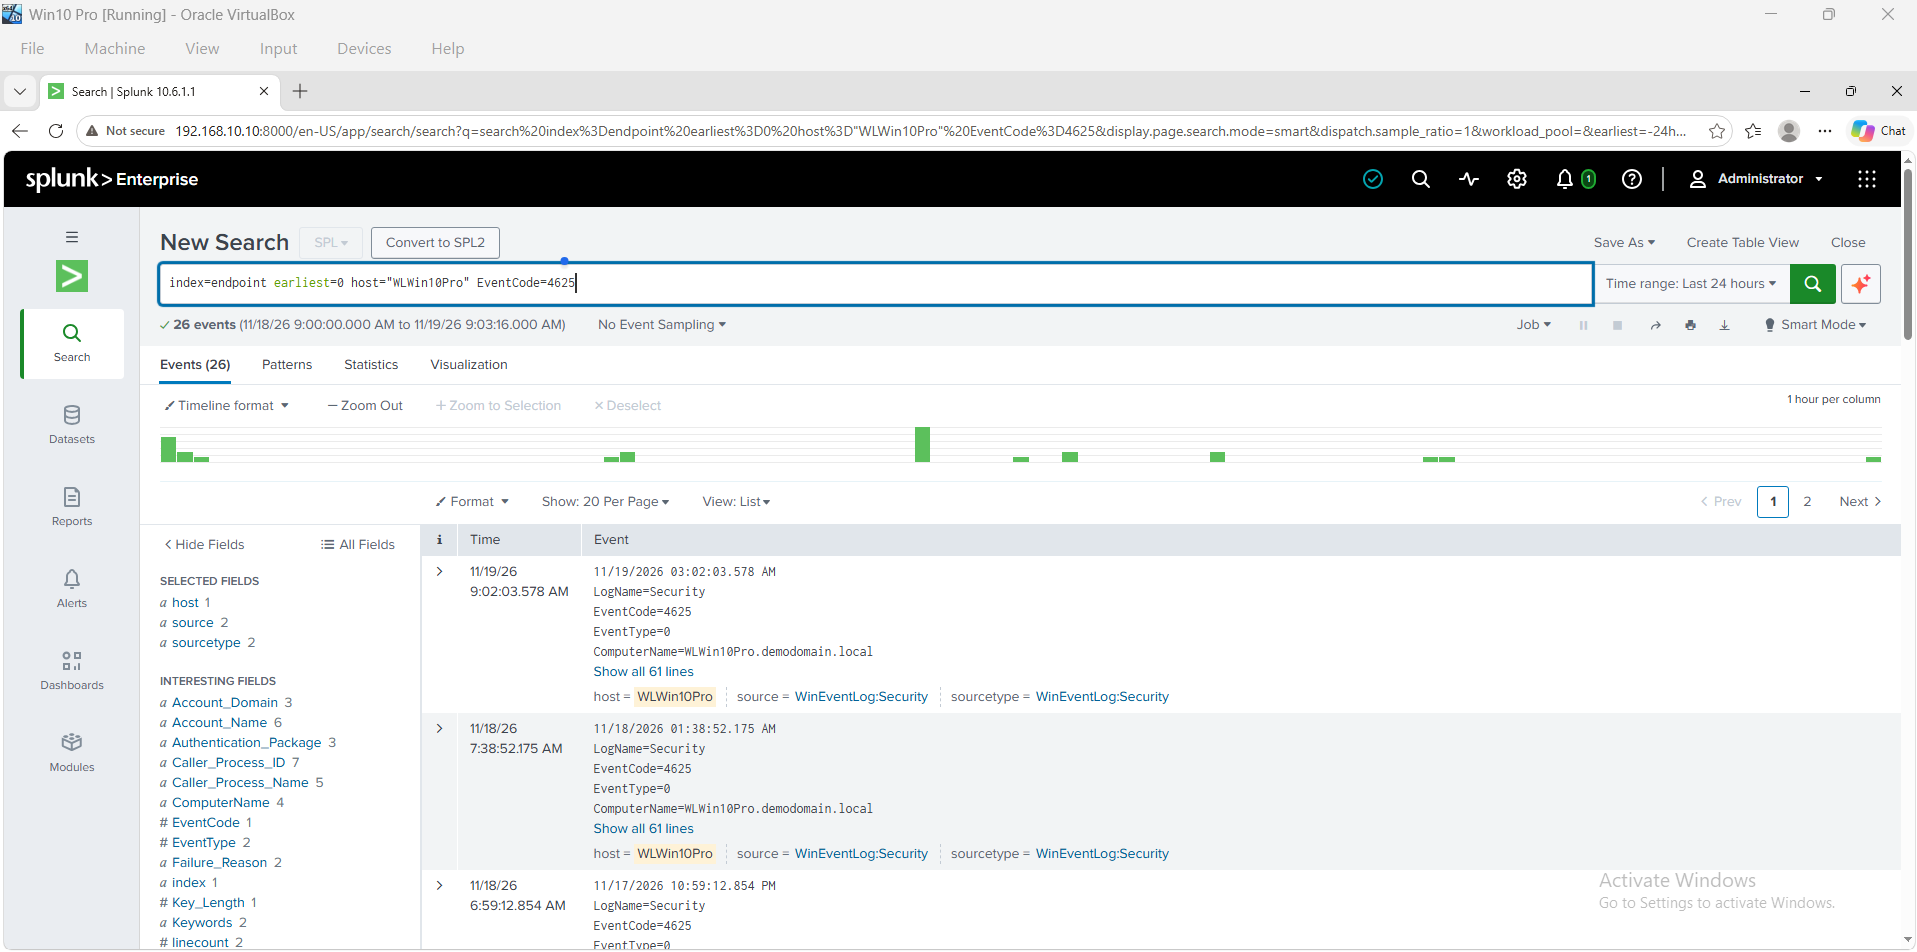 Win10 Pro [Running] - Oracle VirtualBox
File Machine View Input Devices Help
Search | Splunk 10.6.1.1
Not secure 192.168.10.10:8000/en-US/app/search/search?q=search%20index%3Dendpoint%20earliest%3D0%20host%3D"WLWin10Pro"%20EventCode%3D4625&display.page.search.mode=smart&dispatch.sample_ratio=1&workload_pool=&earliest=-24h... Chat
splunk>Enterprise 1 Administrator
New Search SPL Convert to SPL2 Save As Create Table View Close
index=endpoint earliest=0 host="WLWin10Pro" EventCode=4625 Time range: Last 24 hours
26 events (11/18/26 9:00:00.000 AM to 11/19/26 9:03:16.000 AM) No Event Sampling Job Smart Mode
Search
Datasets
Reports
Alerts
Dashboards
Modules
Events (26) Patterns Statistics Visualization
Timeline format — Zoom Out + Zoom to Selection × Deselect 1 hour per column
Format Show: 20 Per Page View: List < Prev 1 2 Next >
< Hide Fields All Fields
SELECTED FIELDS
a host 1
a source 2
a sourcetype 2
INTERESTING FIELDS
a Account_Domain 3
a Account_Name 6
a Authentication_Package 3
a Caller_Process_ID 7
a Caller_Process_Name 5
a ComputerName 4
# EventCode 1
# EventType 2
a Failure_Reason 2
a index 1
# Key_Length 1
a Keywords 2
# linecount 2
i Time Event
11/19/26 9:02:03.578 AM
11/19/2026 03:02:03.578 AM
LogName=Security
EventCode=4625
EventType=0
ComputerName=WLWin10Pro.demodomain.local
Show all 61 lines
host = WLWin10Pro source = WinEventLog:Security sourcetype = WinEventLog:Security
11/18/26 7:38:52.175 AM
11/18/2026 01:38:52.175 AM
LogName=Security
EventCode=4625
EventType=0
ComputerName=WLWin10Pro.demodomain.local
Show all 61 lines
host = WLWin10Pro source = WinEventLog:Security sourcetype = WinEventLog:Security
11/18/26 6:59:12.854 AM
11/17/2026 10:59:12.854 PM
LogName=Security
EventCode=4625
EventType=0
Activate Windows
Go to Settings to activate Windows.